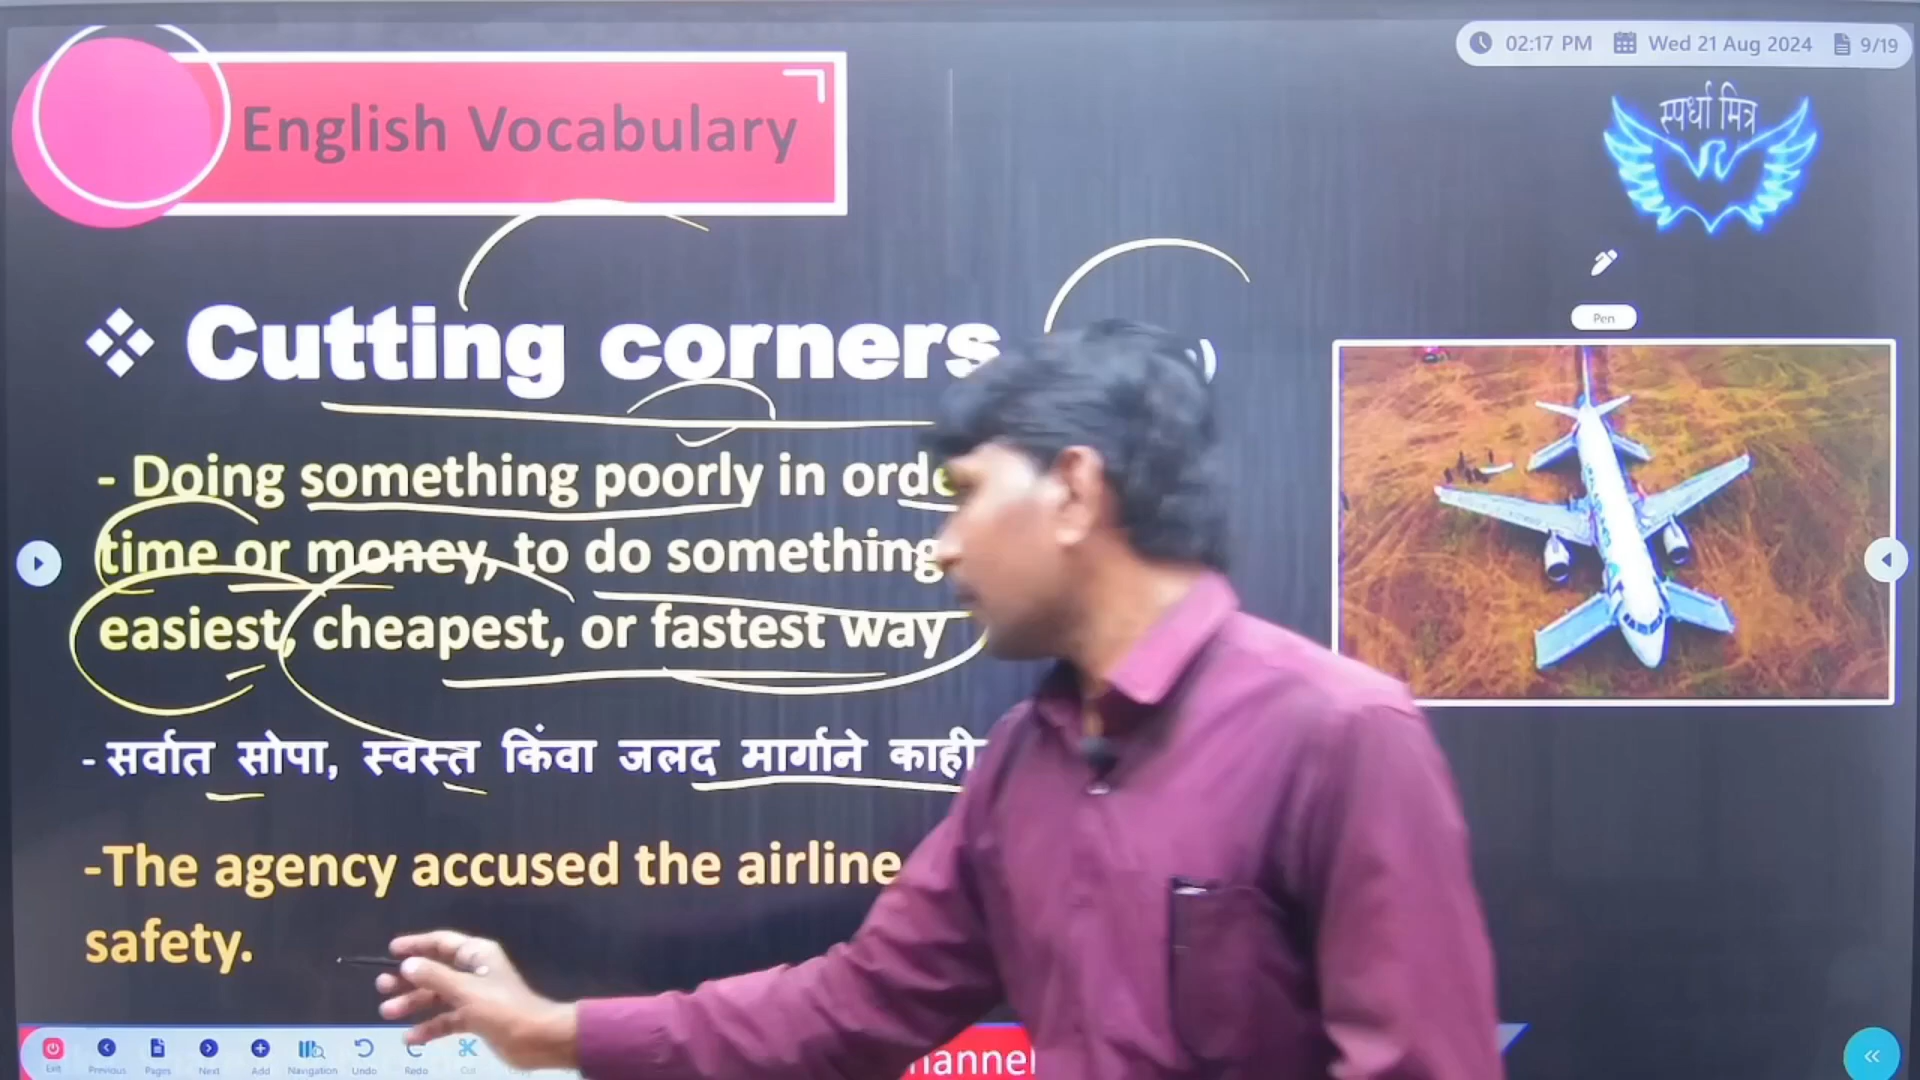 02:17 PM Wed 21 Aug 2024 9/19
English Vocabulary
स्पर्धा मित्र
Pen
❖ Cutting corners
- Doing something poorly in orde
time or money, to do something
easiest, cheapest, or fastest way
- सर्वात सोपा, स्वस्त किंवा जलद मार्गाने काही
-The agency accused the airline
safety.
Exit Previous Pages Next Add Navigation Undo Redo Cut
hannel